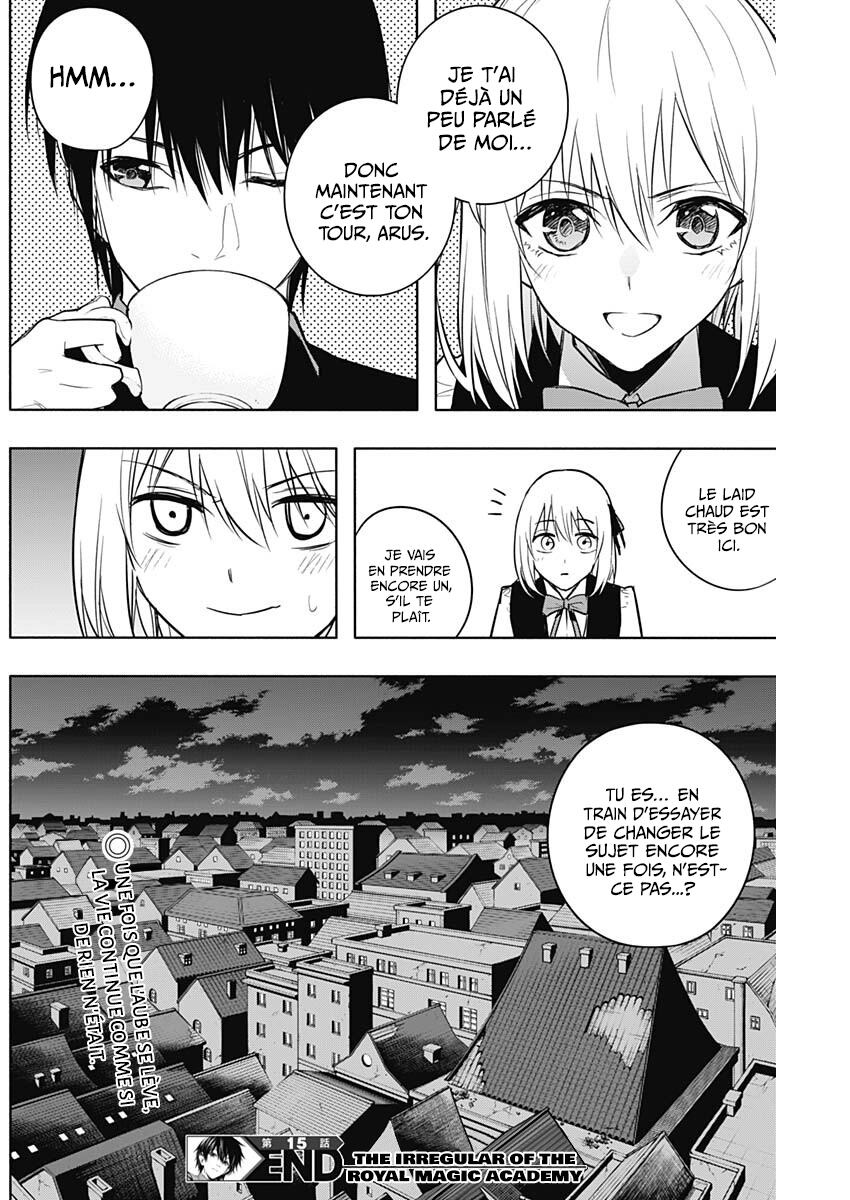 JE T'AI
DÉJÀ UN
PEU PARLÉ
DE MOI...
DONC
MAINTENANT
C'EST TON
TOUR, ARUS.
HMM...
LE LAID
CHAUD EST
TRÈS BON
ICI.
JE VAIS
EN PRENDRE
ENCORE UN,
S'IL TE
PLAÎT.
TU ES... EN
TRAIN D'ESSAYER
DE CHANGER LE
SUJET ENCORE
UNE FOIS, N'EST-
CE PAS...?
UNE FOIS QUE L'AUBE SE LÈVE,
LA VIE CONTINUE COMME SI
DE RIEN N'ÉTAIT.
第15話
END
THE IRREGULAR OF THE
ROYAL MAGIC ACADEMY